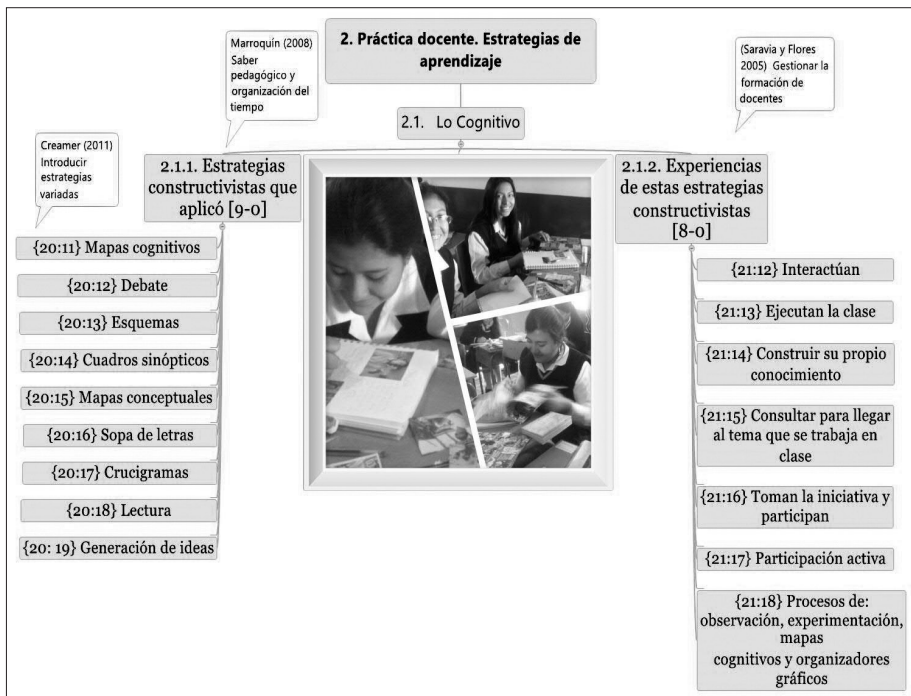 2. Práctica docente. Estrategias de
aprendizaje
Marroquín (2008)
Saber
pedagógico y
organización del
tiempo
(Saravia y Flores
2005) Gestionar la
formación de
docentes
2.1. Lo Cognitivo
Creamer (2011)
Introducir
estrategias
variadas
2.1.1. Estrategias
constructivistas que
aplicó [9-0]
{20:11} Mapas cognitivos
{20:12} Debate
{20:13} Esquemas
{20:14} Cuadros sinópticos
{20:15} Mapas conceptuales
{20:16} Sopa de letras
{20:17} Crucigramas
{20:18} Lectura
{20: 19} Generación de ideas
2.1.2. Experiencias
de estas estrategias
constructivistas
[8-0]
{21:12} Interactúan
{21:13} Ejecutan la clase
{21:14} Construir su propio
conocimiento
{21:15} Consultar para llegar
al tema que se trabaja en
clase
{21:16} Toman la iniciativa y
participan
{21:17} Participación activa
{21:18} Procesos de:
observación, experimentación,
mapas
cognitivos y organizadores
gráficos